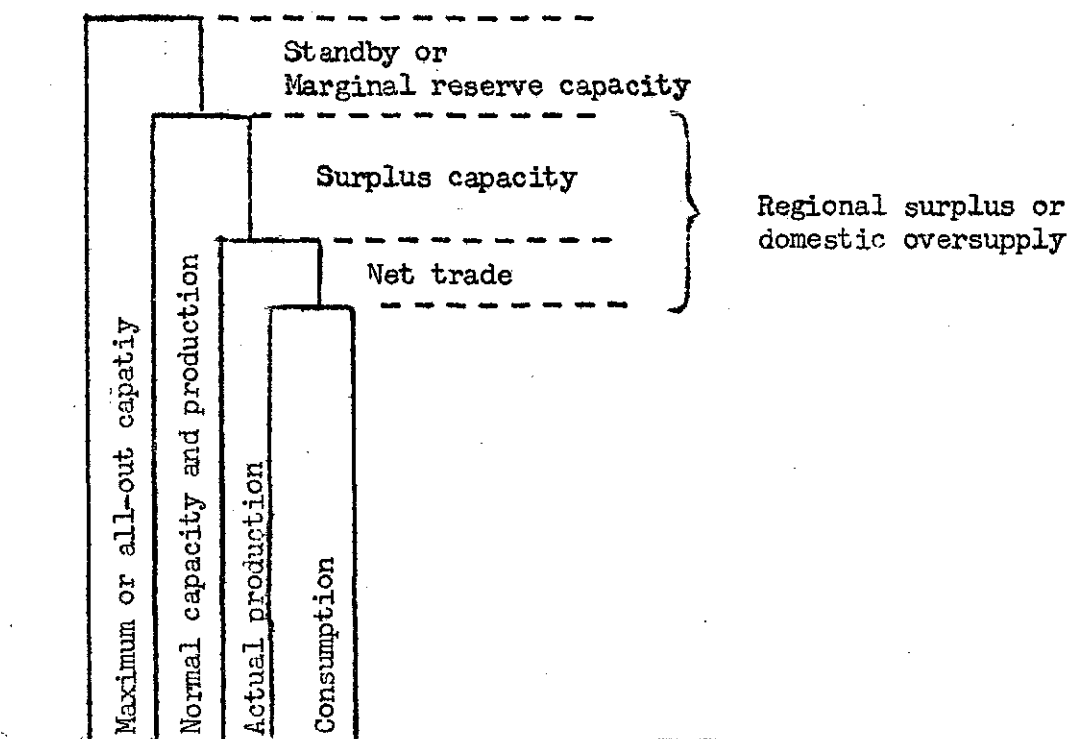 Standby or
Marginal reserve capacity
Surplus capacity
Regional surplus or
domestic oversupply
Net trade
Maximum or all-out capatiy
Normal capacity and production
Actual production
Consumption